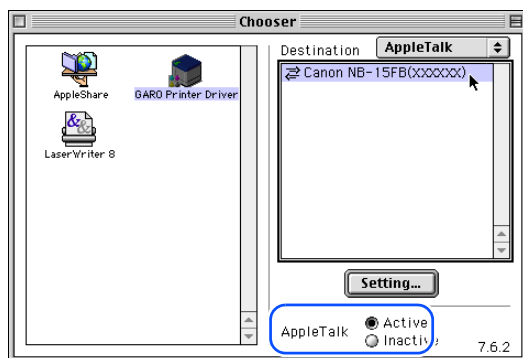 Chooser
AppleShare
GARO Printer Driver
LaserWriter 8
Destination AppleTalk
Canon NB-15FB(XXXXXX)
Setting...
AppleTalk
Active
Inactive
7.6.2